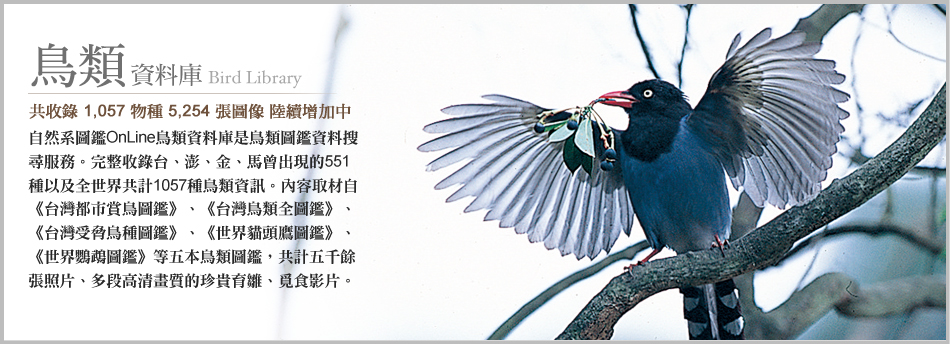 鳥類 資料庫 Bird Library
共收錄 1,057 物種 5,254 張圖像 陸續增加中
自然系圖鑑OnLine鳥類資料庫是鳥類圖鑑資料搜
尋服務。完整收錄台、澎、金、馬曾出現的551
種以及全世界共計1057種鳥類資訊。內容取材自
《台灣都市賞鳥圖鑑》、《台灣鳥類全圖鑑》、
《台灣受脅鳥種圖鑑》、《世界貓頭鷹圖鑑》、
《世界鸚鵡圖鑑》等五本鳥類圖鑑，共計五千餘
張照片、多段高清畫質的珍貴育雛、覓食影片。